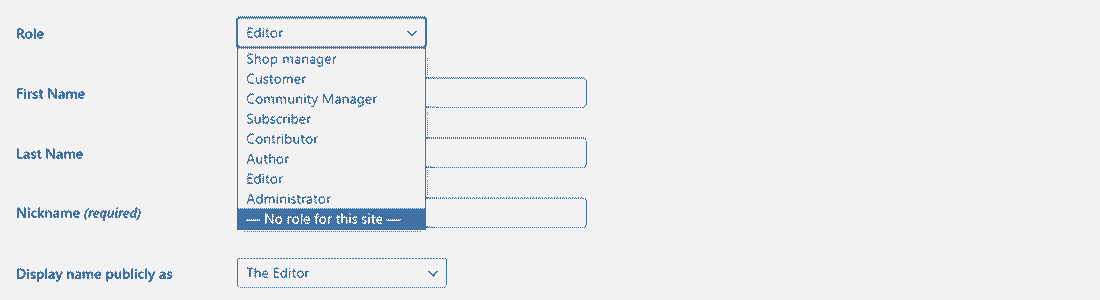 Role Editor
Shop manager
Customer
First Name
Community Manager
Subscriber
Contributor
Last Name
Author
Editor
Administrator
Nickname (required)
— No role for this site —
Display name publicly as The Editor